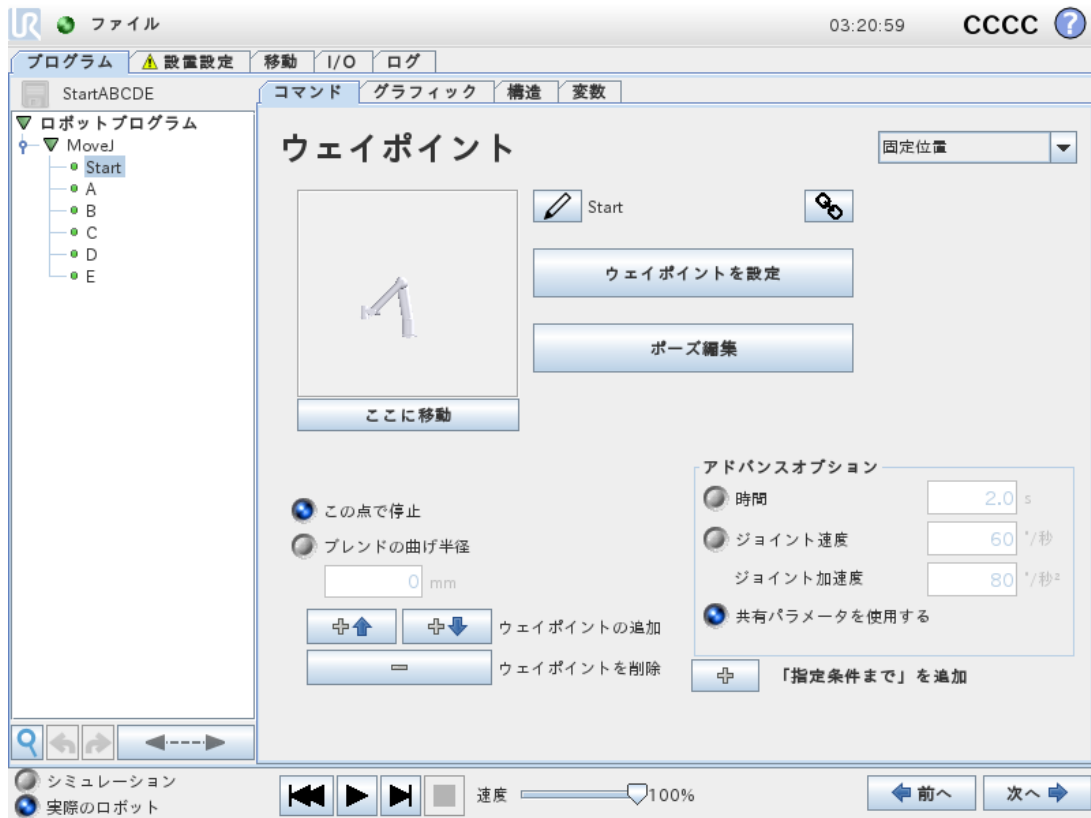 UR ファイル 03:20:59 CCCC ?
プログラム 設置設定 移動 I/O ログ
StartABCDE
コマンド グラフィック 構造 変数
ロボットプログラム
MoveJ
Start
A
B
C
D
E
ウェイポイント
固定位置
Start
ウェイポイントを設定
ポーズ編集
ここに移動
この点で停止
ブレンドの曲げ半径
0 mm
ウェイポイントの追加
ウェイポイントを削除
アドバンスオプション
時間 2.0 s
ジョイント速度 60 °/秒
ジョイント加速度 80 °/秒²
共有パラメータを使用する
「指定条件まで」を追加
シミュレーション
実際のロボット
速度 100%
前へ
次へ